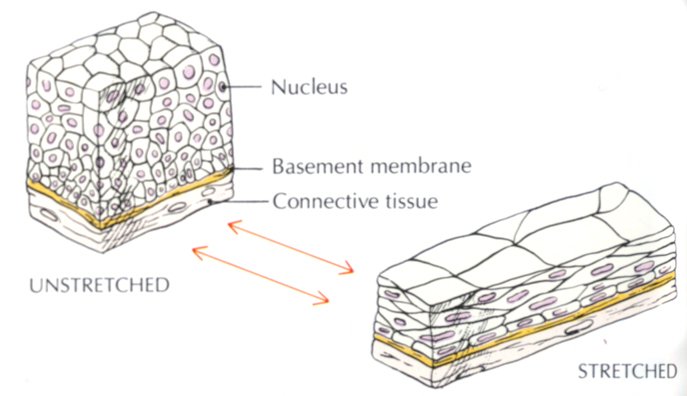 Nucleus
Basement membrane
Connective tissue
UNSTRETCHED
STRETCHED